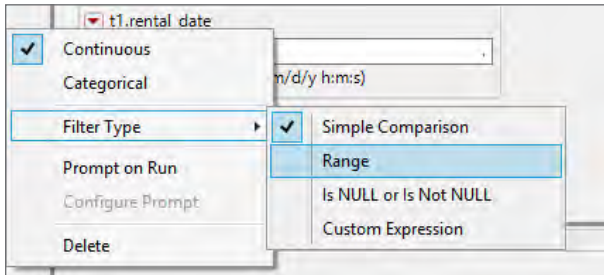 t1.rental_date
Continuous
.
Categorical
m/d/y h:m:s)
Filter Type
Simple Comparison
Range
Prompt on Run
Is NULL or Is Not NULL
Configure Prompt
Custom Expression
Delete